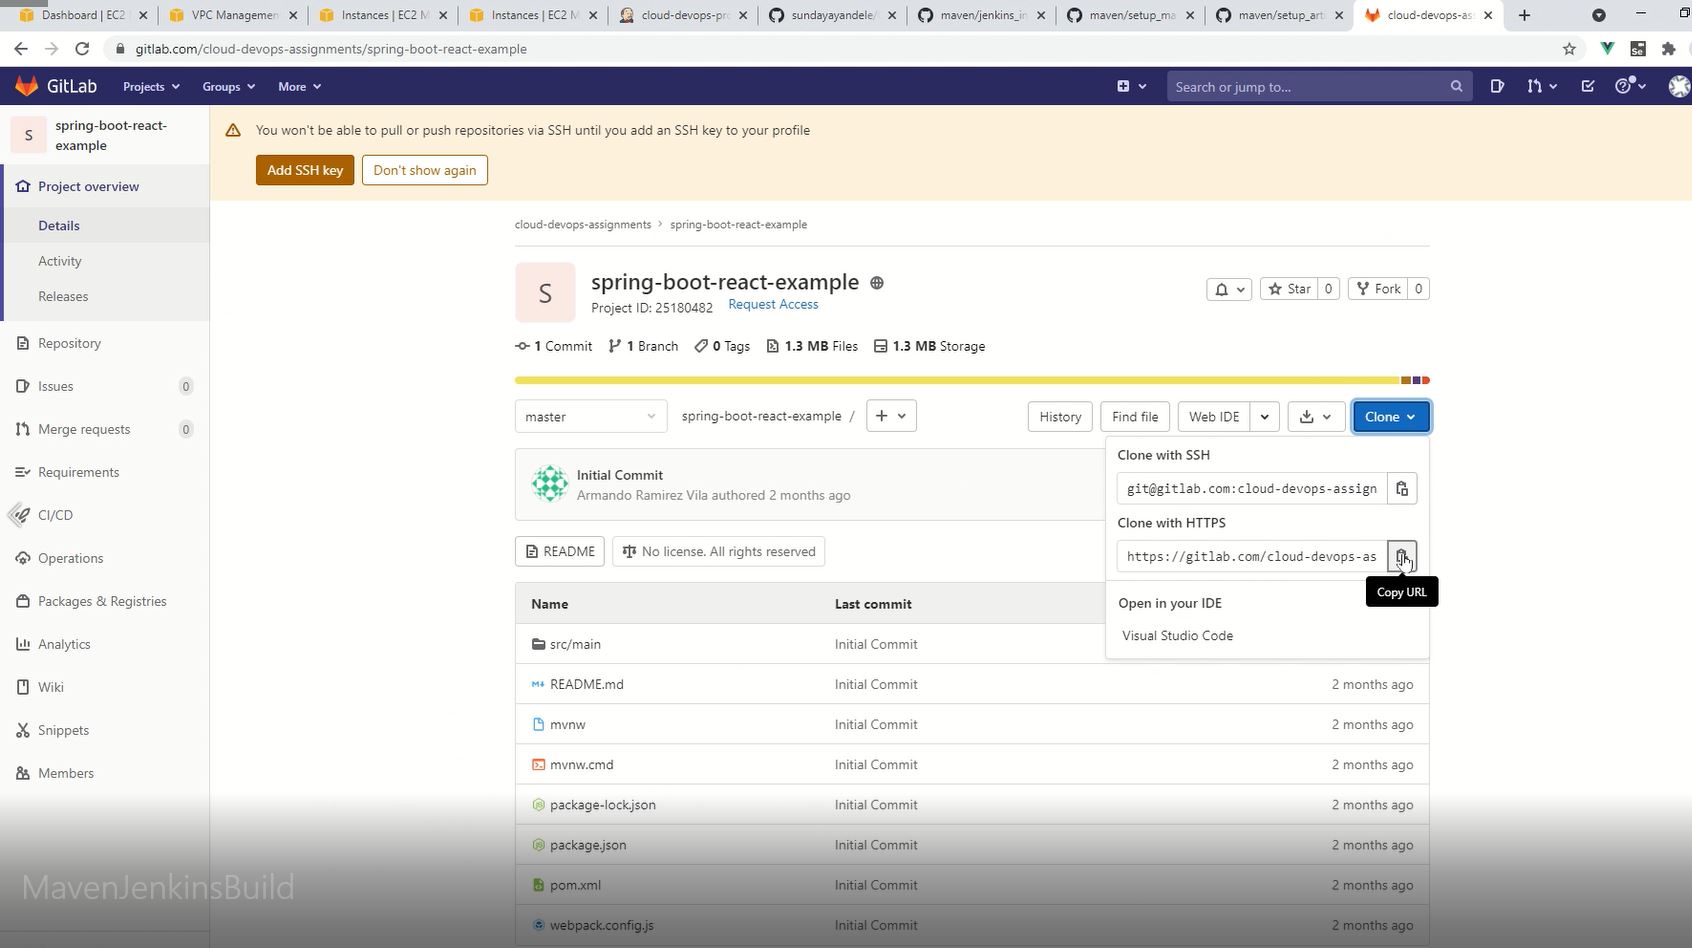 Dashboard | EC2
VPC Managemen
Instances | EC2 M
Instances | EC2 M
cloud-devops-pro
sundayayandele/
maven/jenkins_in
maven/setup_ma
maven/setup_arti
cloud-devops-ass
gitlab.com/cloud-devops-assignments/spring-boot-react-example
GitLab
Projects
Groups
More
Search or jump to...
S
spring-boot-react-
example
You won't be able to pull or push repositories via SSH until you add an SSH key to your profile
Add SSH key
Don't show again
Project overview
Details
Activity
Releases
Repository
Issues 0
Merge requests 0
Requirements
CI/CD
Operations
Packages & Registries
Analytics
Wiki
Snippets
Members
cloud-devops-assignments > spring-boot-react-example
S
spring-boot-react-example
Project ID: 25180482 Request Access
Star 0
Fork 0
1 Commit 1 Branch 0 Tags 1.3 MB Files 1.3 MB Storage
master
spring-boot-react-example /
+
History
Find file
Web IDE
Clone
Initial Commit
Armando Ramirez Vila authored 2 months ago
Clone with SSH
git@gitlab.com:cloud-devops-assign
Clone with HTTPS
https://gitlab.com/cloud-devops-as
Copy URL
Open in your IDE
Visual Studio Code
README
No license. All rights reserved
Name Last commit
src/main Initial Commit
README.md Initial Commit 2 months ago
mvnw Initial Commit 2 months ago
mvnw.cmd Initial Commit 2 months ago
package-lock.json Initial Commit 2 months ago
package.json Initial Commit 2 months ago
pom.xml Initial Commit 2 months ago
webpack.config.js Initial Commit 2 months ago
MavenJenkinsBuild